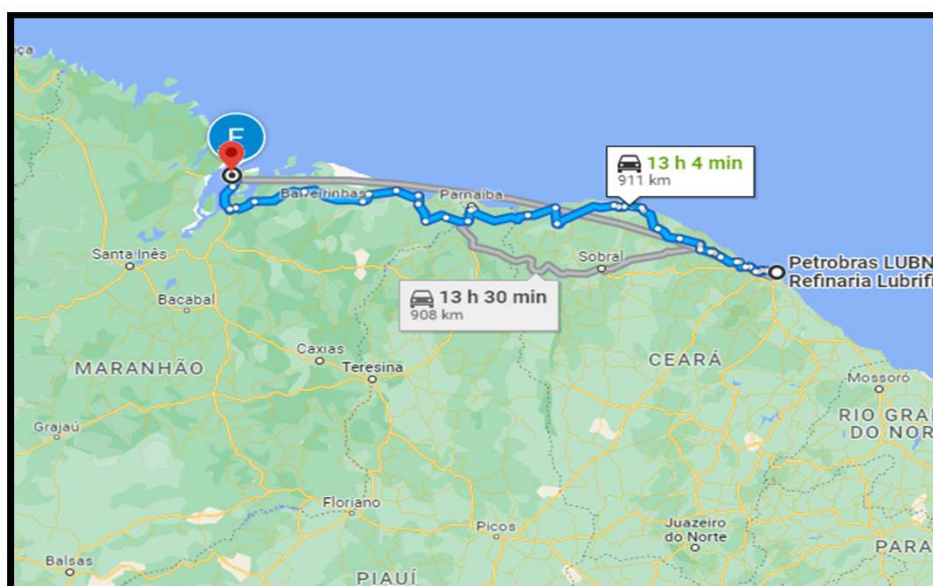 E
13 h 4 min
911 km
Barreirinhas
Parnaíba
Petrobras LUBN
Refinaria Lubrifi
Santa Inês
Sobral
13 h 30 min
908 km
Bacabal
Caxias
CEARÁ
MARANHÃO
Teresina
Mossoró
RIO GRAN
DO NOR
Grajaú
Floriano
Picos
Juazeiro
do Norte
PARA
Balsas
PIAUÍ